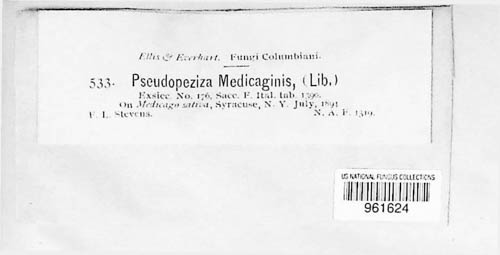 Ellis & Everhart. Fungi Columbiani.
533. Pseudopeziza Medicaginis, (Lib.)
Exsicc. No. 176, Sacc. F. Ital. tab. 1390.
On Medicago sativa, Syracuse, N. Y. July, 1891
F. L. Stevens. N. A. F. 1319.
US NATIONAL FUNGUS COLLECTIONS
961624